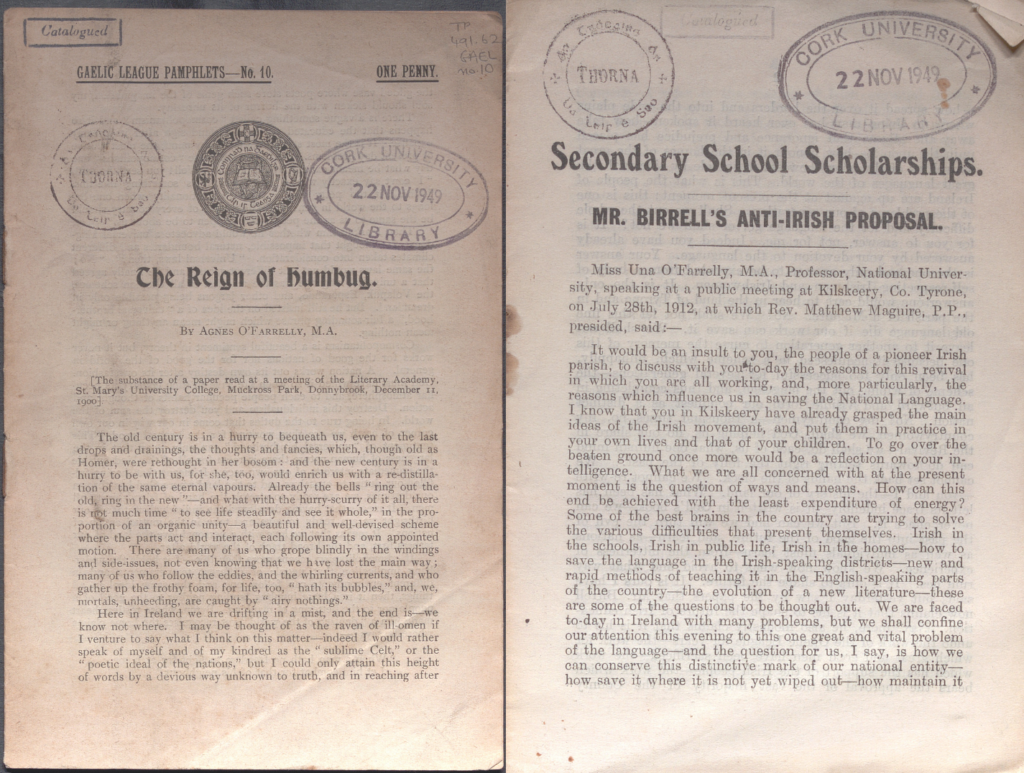 Catalogued
TP
491.62
GAEL
no.10
GAELIC LEAGUE PAMPHLETS—No. 10.
ONE PENNY.
TÓORNA
CORK UNIVERSITY
22 NOV 1949
LIBRARY
The Reign of Humbug.
BY AGNES O'FARRELLY, M.A.
[The substance of a paper read at a meeting of the Literary Academy,
St. Mary's University College, Muckross Park, Donnybrook, December 11,
1900]
The old century is in a hurry to bequeath us, even to the last
drops and drainings, the thoughts and fancies, which, though old as
Homer, were rethought in her bosom: and the new century is in a
hurry to be with us, for she, too, would enrich us with a re-distilla-
tion of the same eternal vapours. Already the bells "ring out the
old, ring in the new"—and what with the hurry-scurry of it all, there
is not much time "to see life steadily and see it whole," in the pro-
portion of an organic unity—a beautiful and well-devised scheme
where the parts act and interact, each following its own appointed
motion. There are many of us who grope blindly in the windings
and side-issues, not even knowing that we have lost the main way;
many of us who follow the eddies, and the whirling currents, and who
gather up the frothy foam, for life, too, "hath its bubbles," and, we,
mortals, unheeding, are caught by "airy nothings."
Here in Ireland we are drifting in a mist, and the end is—we
know not where. I may be thought of as the raven of ill-omen if
I venture to say what I think on this matter—indeed I would rather
speak of myself and of my kindred as the "sublime Celt," or the
"poetic ideal of the nations," but I could only attain this height
of words by a devious way unknown to truth, and in reaching after
Catalogued
THORNA
CORK UNIVERSITY
22 NOV 1949
LIBRARY
Secondary School Scholarships.
MR. BIRRELL'S ANTI-IRISH PROPOSAL.
Miss Una O'Farrelly, M.A., Professor, National Univer-
sity, speaking at a public meeting at Kilskeery, Co. Tyrone,
on July 28th, 1912, at which Rev. Matthew Maguire, P.P.,
presided, said:—
It would be an insult to you, the people of a pioneer Irish
parish, to discuss with you to-day the reasons for this revival
in which you are all working, and, more particularly, the
reasons which influence us in saving the National Language.
I know that you in Kilskeery have already grasped the main
ideas of the Irish movement, and put them in practice in
your own lives and that of your children. To go over the
beaten ground once more would be a reflection on your in-
telligence. What we are all concerned with at the present
moment is the question of ways and means. How can this
end be achieved with the least expenditure of energy?
Some of the best brains in the country are trying to solve
the various difficulties that present themselves. Irish in
the schools, Irish in public life, Irish in the homes—how to
save the language in the Irish-speaking districts—new and
rapid methods of teaching it in the English-speaking parts
of the country—the evolution of a new literature—these
are some of the questions to be thought out. We are faced
to-day in Ireland with many problems, but we shall confine
our attention this evening to this one great and vital problem
of the language—and the question for us, I say, is how we
can conserve this distinctive mark of our national entity—
how save it where it is not yet wiped out—how maintain it